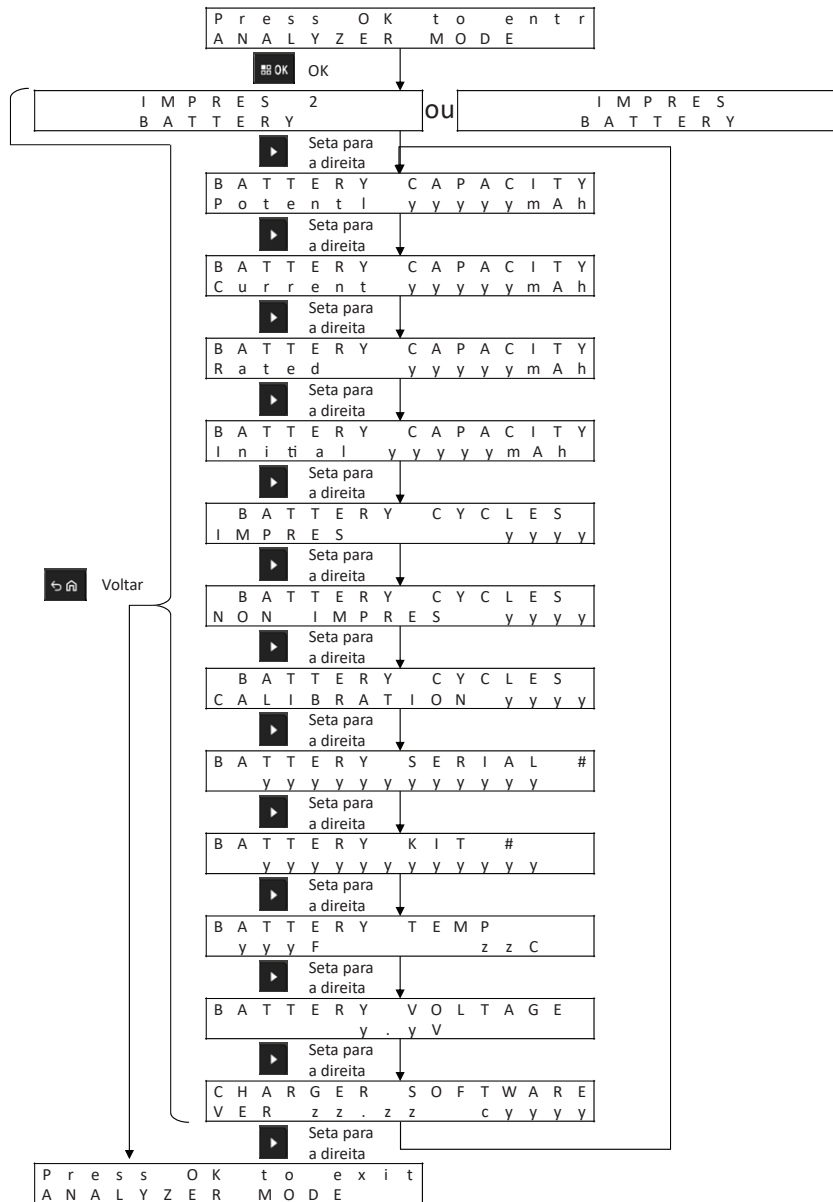 Press OK to entr
ANALYZER MODE
OK OK
IMPRES 2
BATTERY
ou
IMPRES
BATTERY
Seta para
a direita
BATTERY CAPACITY
Potentl yyyyymAh
Seta para
a direita
BATTERY CAPACITY
Current yyyyymAh
Seta para
a direita
BATTERY CAPACITY
Rated yyyyymAh
Seta para
a direita
BATTERY CAPACITY
Initial yyyyymAh
Seta para
a direita
BATTERY CYCLES
IMPRES yyyy
Seta para
a direita
Voltar
BATTERY CYCLES
NON IMPRES yyyy
Seta para
a direita
BATTERY CYCLES
CALIBRATION yyyy
Seta para
a direita
BATTERY SERIAL #
yyyyyyyyyyyy
Seta para
a direita
BATTERY KIT #
yyyyyyyyyyyy
Seta para
a direita
BATTERY TEMP
yyyF zzC
Seta para
a direita
BATTERY VOLTAGE
y.yV
Seta para
a direita
CHARGER SOFTWARE
VER zz.zz cyyyy
Seta para
a direita
Press OK to exit
ANALYZER MODE